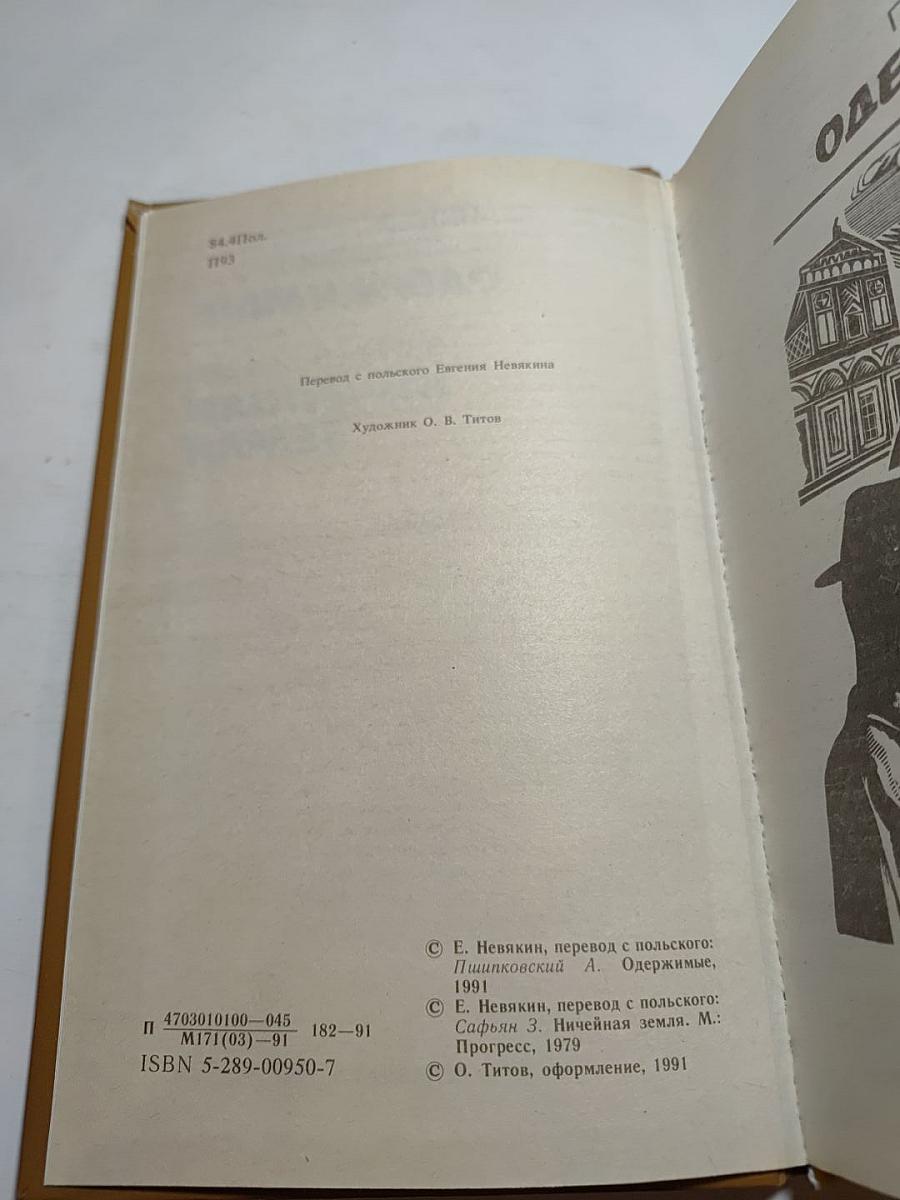 84.4Пол.
П93
Перевод с польского Евгения Невякина
Художник О. В. Титов
П 4703010100—045 182—91
М171(03)—91
ISBN 5-289-00950-7
© Е. Невякин, перевод с польского:
Пшипковский А. Одержимые,
1991
© Е. Невякин, перевод с польского:
Сафьян З. Ничейная земля. М.:
Прогресс, 1979
© О. Титов, оформление, 1991
ОДЕ